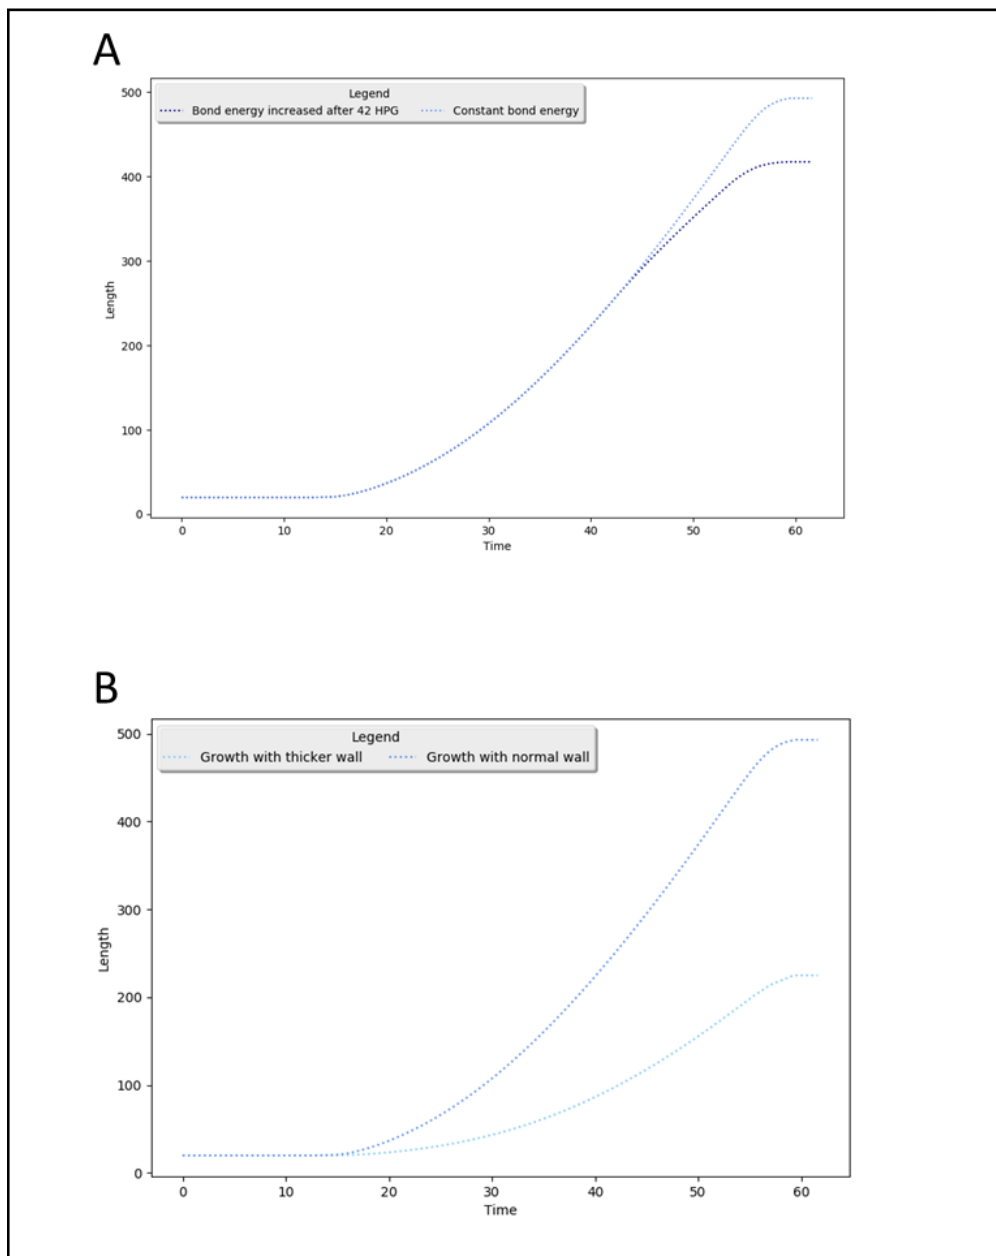 A
500
Legend
Bond energy increased after 42 HPG Constant bond energy
400
300
Length
200
100
0
0 10 20 30 40 50 60
Time
B
500
Legend
Growth with thicker wall Growth with normal wall
400
300
Length
200
100
0
0 10 20 30 40 50 60
Time